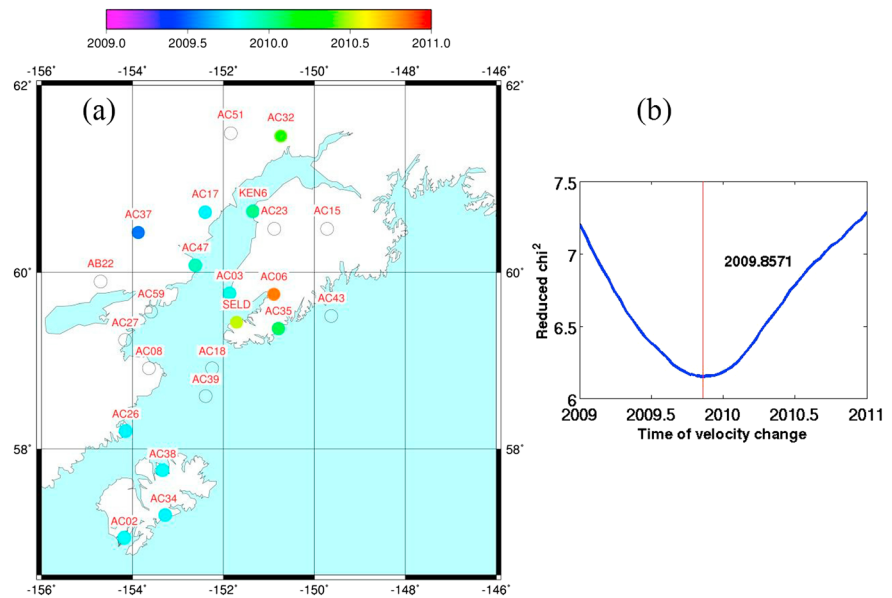 2009.0 2009.5 2010.0 2010.5 2011.0
-156° -154° -152° -150° -148° -146°
62° 62°
(a)
AC51
AC32
AC17
KEN6
AC37
AC23
AC15
AC47
60° 60°
AB22
AC03
AC06
AC59
SELD
AC43
AC27
AC35
AC08
AC18
AC39
AC26
58° 58°
AC38
AC34
AC02
-156° -154° -152° -150° -148° -146°
(b)
7.5
7
6.5
6
Reduced chi²
2009.8571
2009 2009.5 2010 2010.5 2011
Time of velocity change